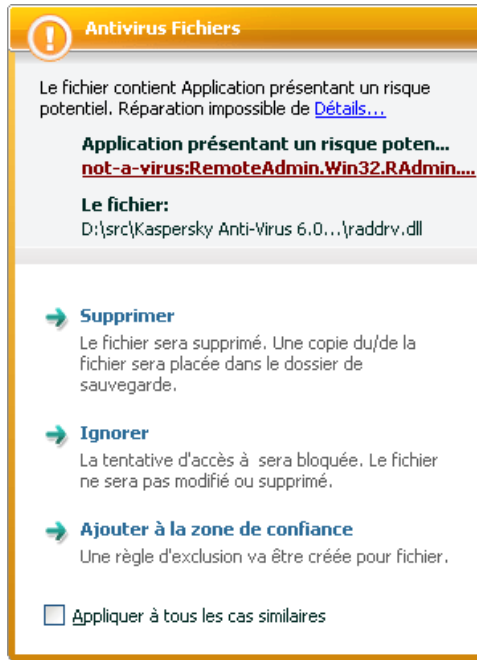 Antivirus Fichiers
Le fichier contient Application présentant un risque
potentiel. Réparation impossible de Détails...
Application présentant un risque poten...
not-a-virus:RemoteAdmin.Win32.RAdmin....
Le fichier:
D:\src\Kaspersky Anti-Virus 6.0...\raddrv.dll
Supprimer
Le fichier sera supprimé. Une copie du/de la
fichier sera placée dans le dossier de
sauvegarde.
Ignorer
La tentative d'accès à  sera bloquée. Le fichier
ne sera pas modifié ou supprimé.
Ajouter à la zone de confiance
Une règle d'exclusion va être créée pour fichier.
Appliquer à tous les cas similaires